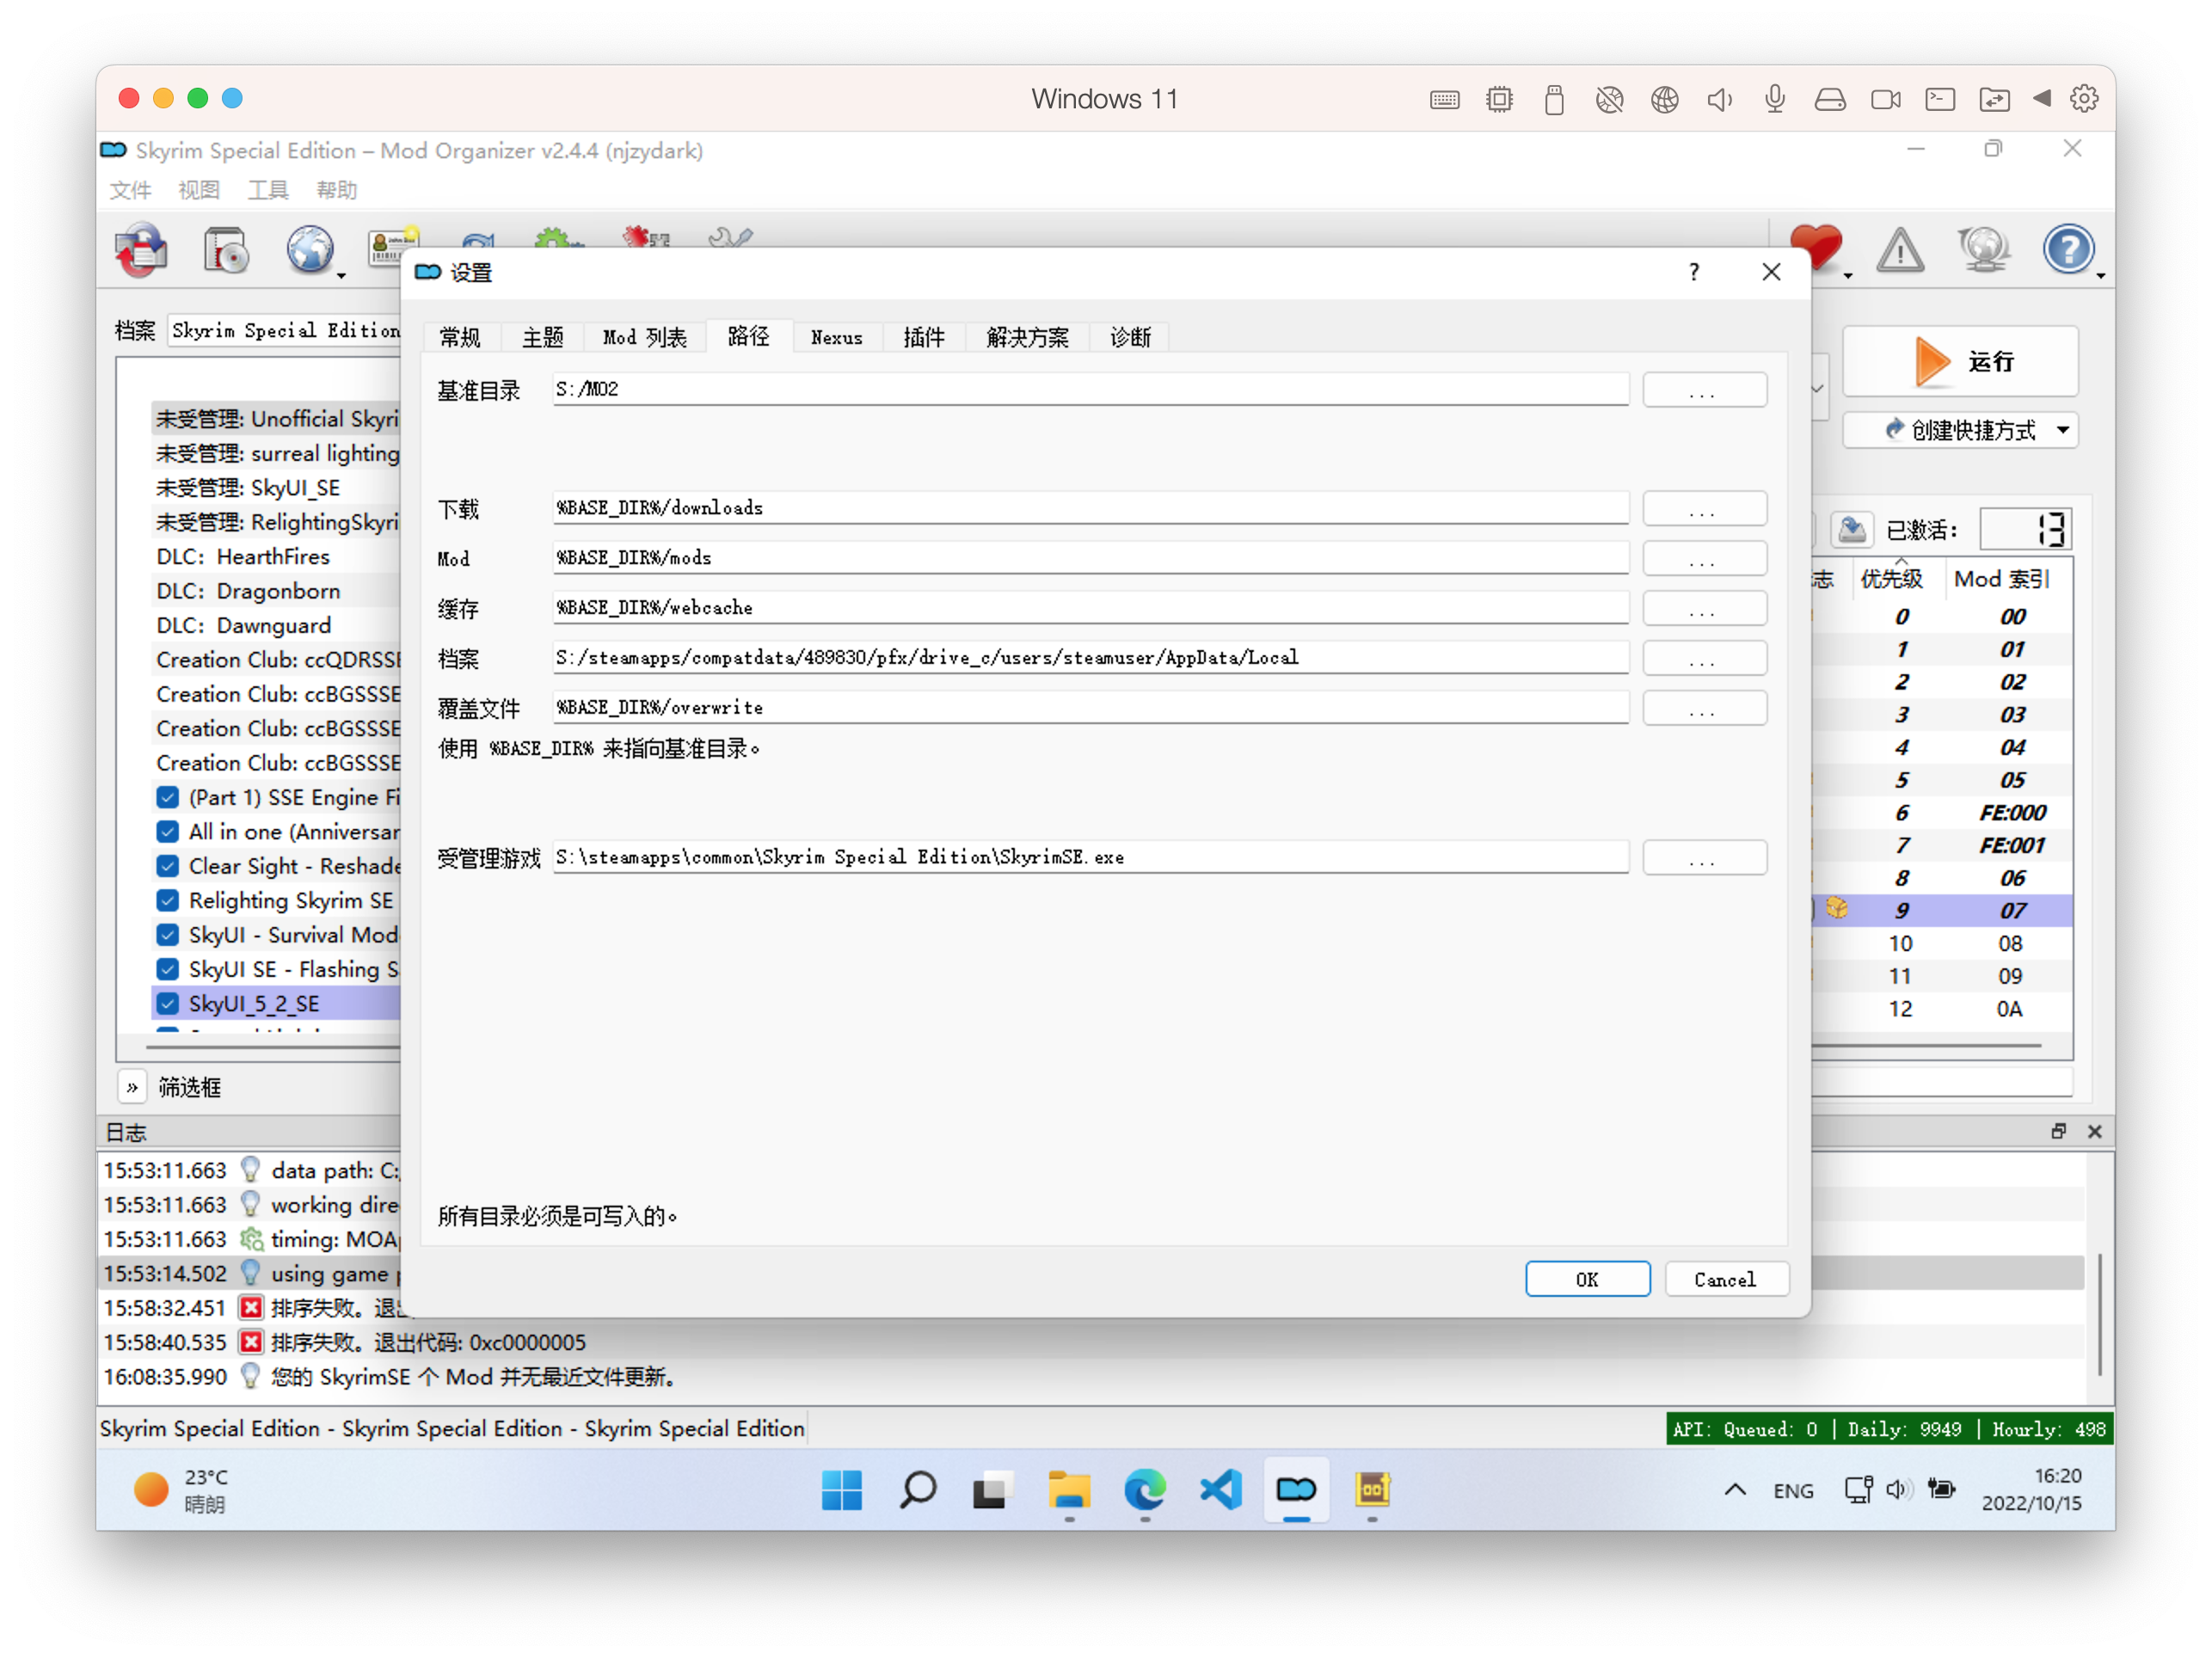 Windows 11
Skyrim Special Edition – Mod Organizer v2.4.4 (njzydark)
文件 视图 工具 帮助
设置
?
档案 Skyrim Special Edition
常规 主题 Mod 列表 路径 Nexus 插件 解决方案 诊断
运行
创建快捷方式
基准目录 S:/MO2 ...
下载 %BASE_DIR%/downloads ...
Mod %BASE_DIR%/mods ...
缓存 %BASE_DIR%/webcache ...
档案 S:/steamapps/compatdata/489830/pfx/drive_c/users/steamuser/AppData/Local ...
覆盖文件 %BASE_DIR%/overwrite ...
使用 %BASE_DIR% 来指向基准目录。
受管理游戏 S:\steamapps\common\Skyrim Special Edition\SkyrimSE.exe ...
所有目录必须是可写入的。
OK Cancel
未受管理: Unofficial Skyri
未受管理: surreal lighting
未受管理: SkyUI_SE
未受管理: RelightingSkyri
DLC: HearthFires
DLC: Dragonborn
DLC: Dawnguard
Creation Club: ccQDRSSE
Creation Club: ccBGSSSE
Creation Club: ccBGSSSE
Creation Club: ccBGSSSE
(Part 1) SSE Engine Fi
All in one (Anniversar
Clear Sight - Reshade
Relighting Skyrim SE
SkyUI - Survival Mod
SkyUI SE - Flashing S
SkyUI_5_2_SE
» 筛选框
已激活: 13
志 优先级 Mod 索引
0 00
1 01
2 02
3 03
4 04
5 05
6 FE:000
7 FE:001
8 06
9 07
10 08
11 09
12 0A
日志
15:53:11.663 data path: C:
15:53:11.663 working dire
15:53:11.663 timing: MOA
15:53:14.502 using game
15:58:32.451 排序失败。退出
15:58:40.535 排序失败。退出代码: 0xc0000005
16:08:35.990 您的 SkyrimSE 个 Mod 并无最近文件更新。
Skyrim Special Edition - Skyrim Special Edition - Skyrim Special Edition
API: Queued: 0 | Daily: 9949 | Hourly: 498
23°C
晴朗
ENG
16:20
2022/10/15